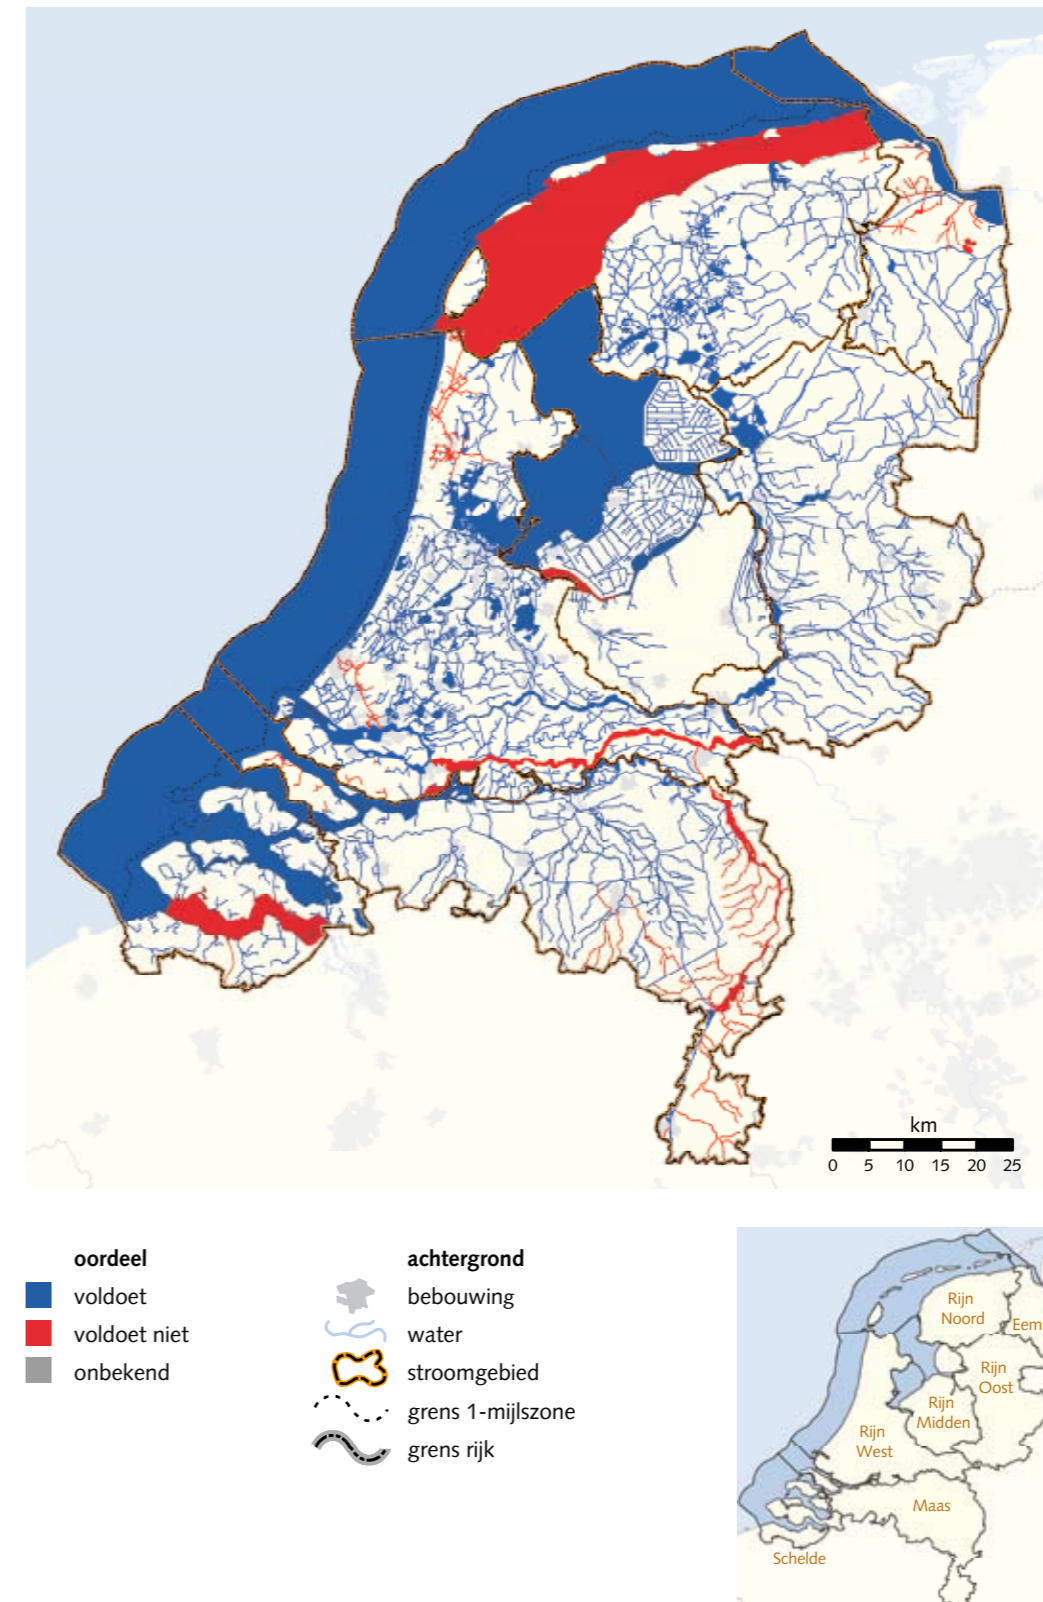 km
0 5 10 15 20 25
oordeel
voldoet
voldoet niet
onbekend
achtergrond
bebouwing
water
stroomgebied
grens 1-mijlszone
grens rijk
Rijn
Noord
Eem
Rijn
Oost
Rijn
Midden
Rijn
West
Maas
Schelde